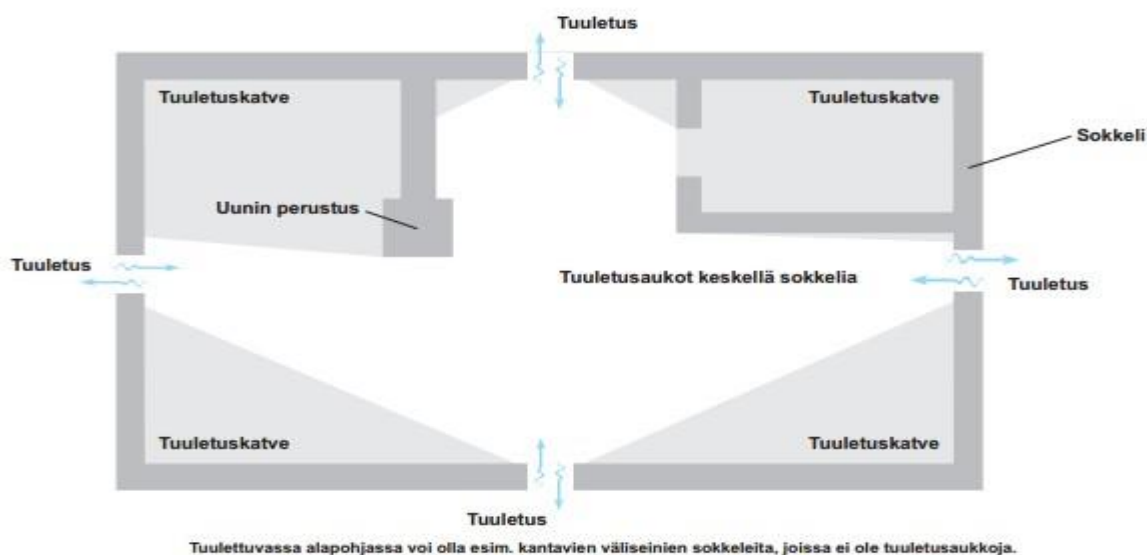 Tuuletus
Tuuletuskatve
Tuuletuskatve
Sokkeli
Uunin perustus
Tuuletus
Tuuletusaukot keskellä sokkelia
Tuuletus
Tuuletuskatve
Tuuletuskatve
Tuuletus
Tuulettuvassa alapohjassa voi olla esim. kantavien väliseinien sokkeleita, joissa ei ole tuuletusaukkoja.